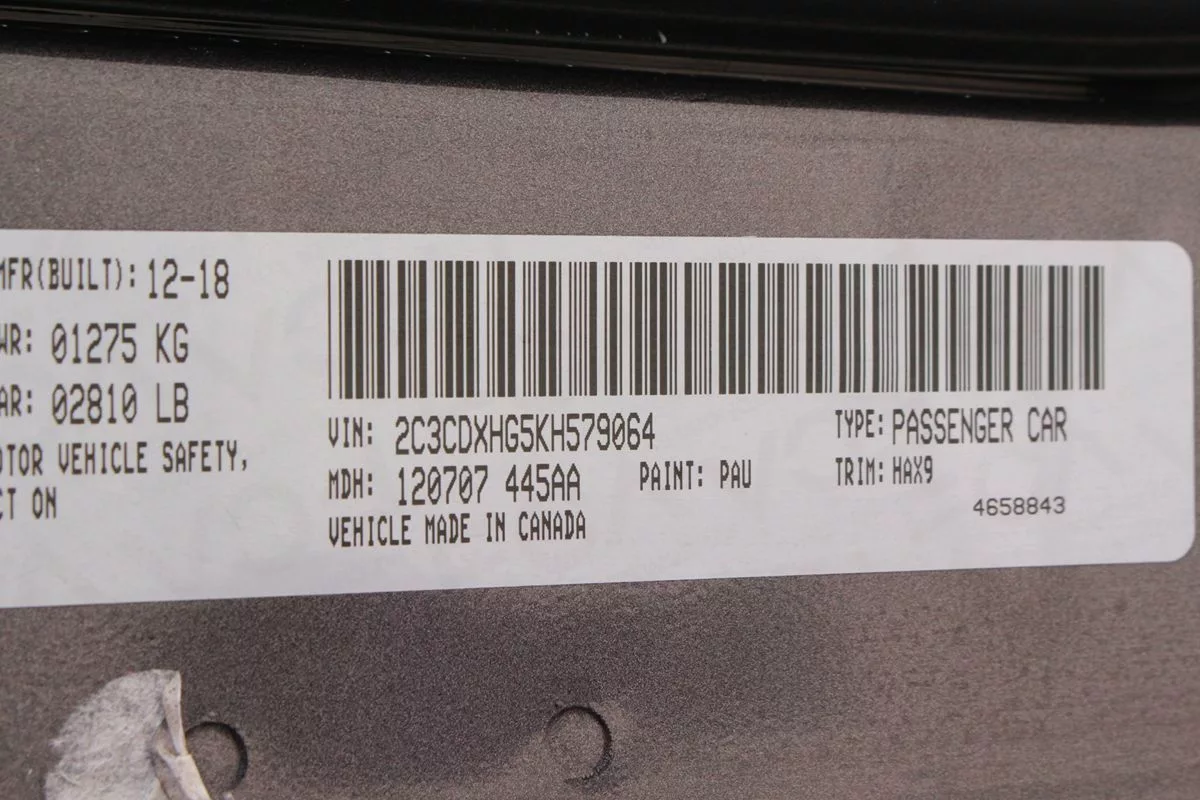 MFR(BUILT): 12-18
WR: 01275 KG
AR: 02810 LB
OTOR VEHICLE SAFETY,
CT ON
VIN: 2C3CDXHG5KH579064
TYPE: PASSENGER CAR
MDH: 120707 445AA
PAINT: PAU
TRIM: HAX9
VEHICLE MADE IN CANADA
4658843